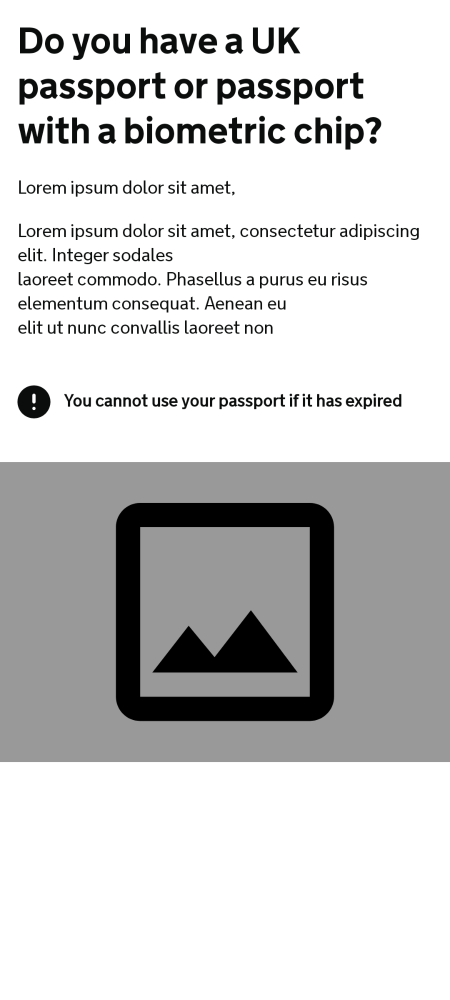 Do you have a UK
passport or passport
with a biometric chip?
Lorem ipsum dolor sit amet,
Lorem ipsum dolor sit amet, consectetur adipiscing
elit. Integer sodales
laoreet commodo. Phasellus a purus eu risus
elementum consequat. Aenean eu
elit ut nunc convallis laoreet non
! You cannot use your passport if it has expired